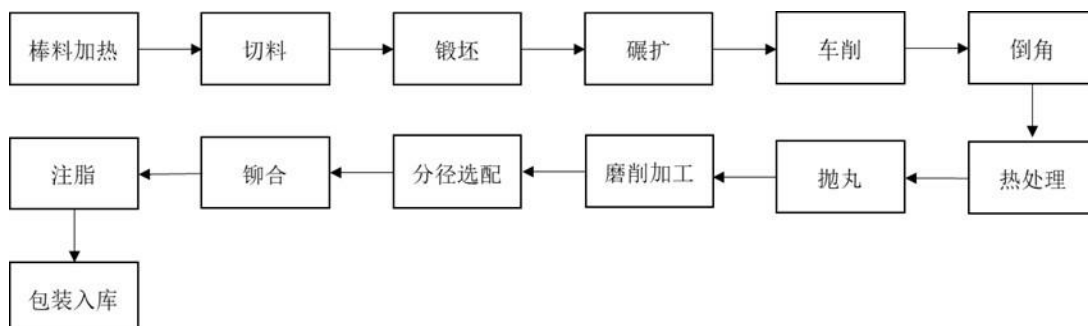 棒料加热
切料
锻坯
碾扩
车削
倒角
热处理
抛丸
磨削加工
分径选配
铆合
注脂
包装入库